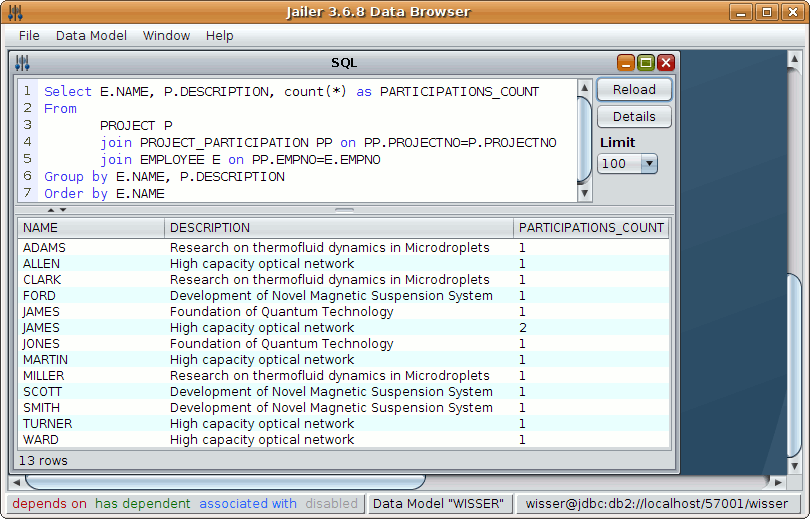 Jailer 3.6.8 Data Browser
File Data Model Window Help
SQL
1 Select E.NAME, P.DESCRIPTION, count(*) as PARTICIPATIONS_COUNT
2 From
3 PROJECT P
4 join PROJECT_PARTICIPATION PP on PP.PROJECTNO=P.PROJECTNO
5 join EMPLOYEE E on PP.EMPNO=E.EMPNO
6 Group by E.NAME, P.DESCRIPTION
7 Order by E.NAME
Reload
Details
Limit
100
NAME DESCRIPTION PARTICIPATIONS_COUNT
ADAMS Research on thermofluid dynamics in Microdroplets 1
ALLEN High capacity optical network 1
CLARK Research on thermofluid dynamics in Microdroplets 1
FORD Development of Novel Magnetic Suspension System 1
JAMES Foundation of Quantum Technology 1
JAMES High capacity optical network 2
JONES Foundation of Quantum Technology 1
MARTIN High capacity optical network 1
MILLER Research on thermofluid dynamics in Microdroplets 1
SCOTT Development of Novel Magnetic Suspension System 1
SMITH Development of Novel Magnetic Suspension System 1
TURNER High capacity optical network 1
WARD High capacity optical network 1
13 rows
depends on has dependent associated with disabled Data Model "WISSER" wisser@jdbc:db2://localhost/57001/wisser